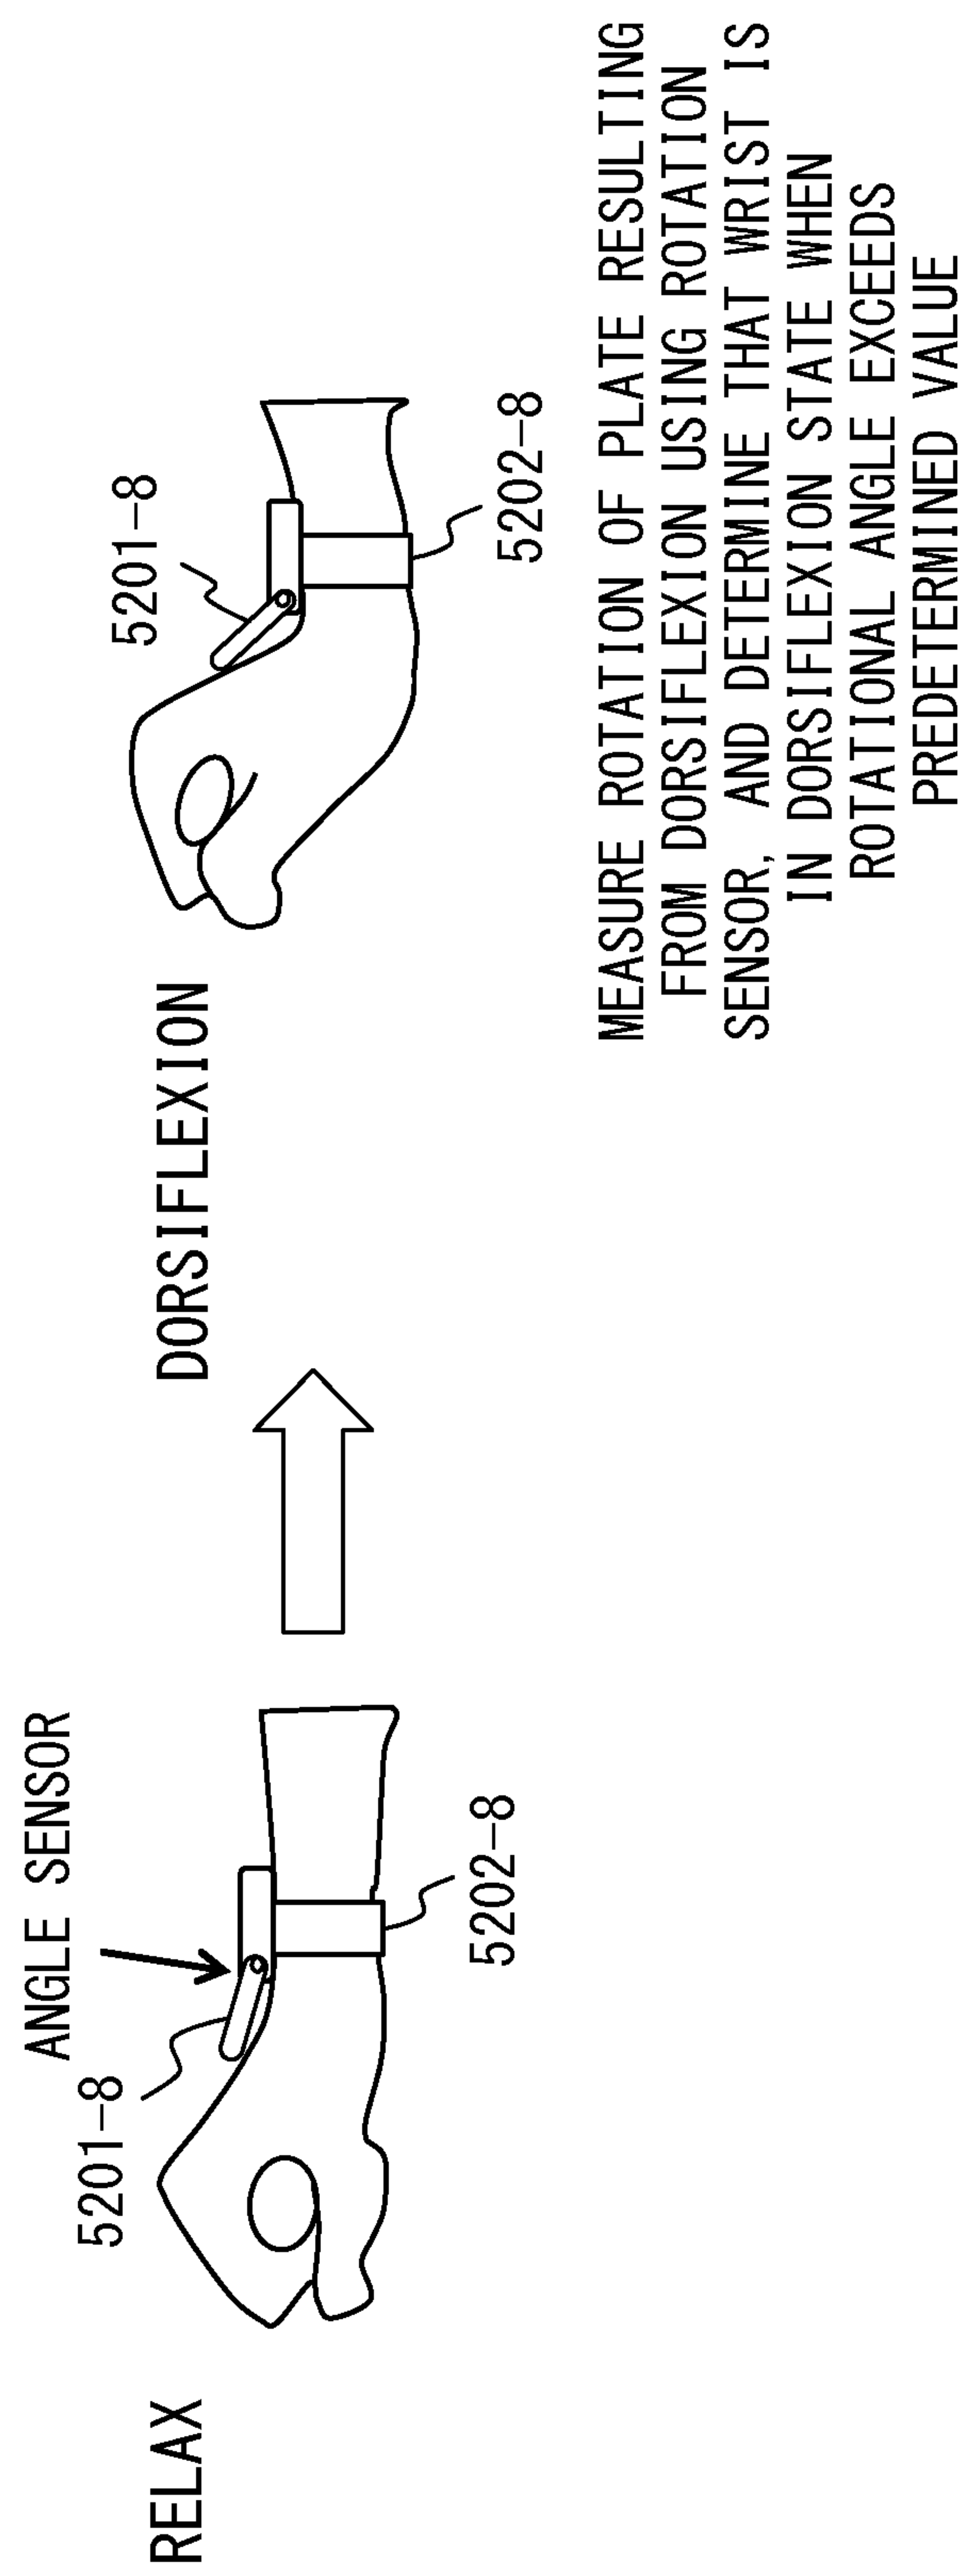 RELAX
ANGLE SENSOR
5201-8
5202-8
DORSIFLEXION
5201-8
5202-8
MEASURE ROTATION OF PLATE RESULTING
FROM DORSIFLEXION USING ROTATION
SENSOR, AND DETERMINE THAT WRIST IS
IN DORSIFLEXION STATE WHEN
ROTATIONAL ANGLE EXCEEDS
PREDETERMINED VALUE